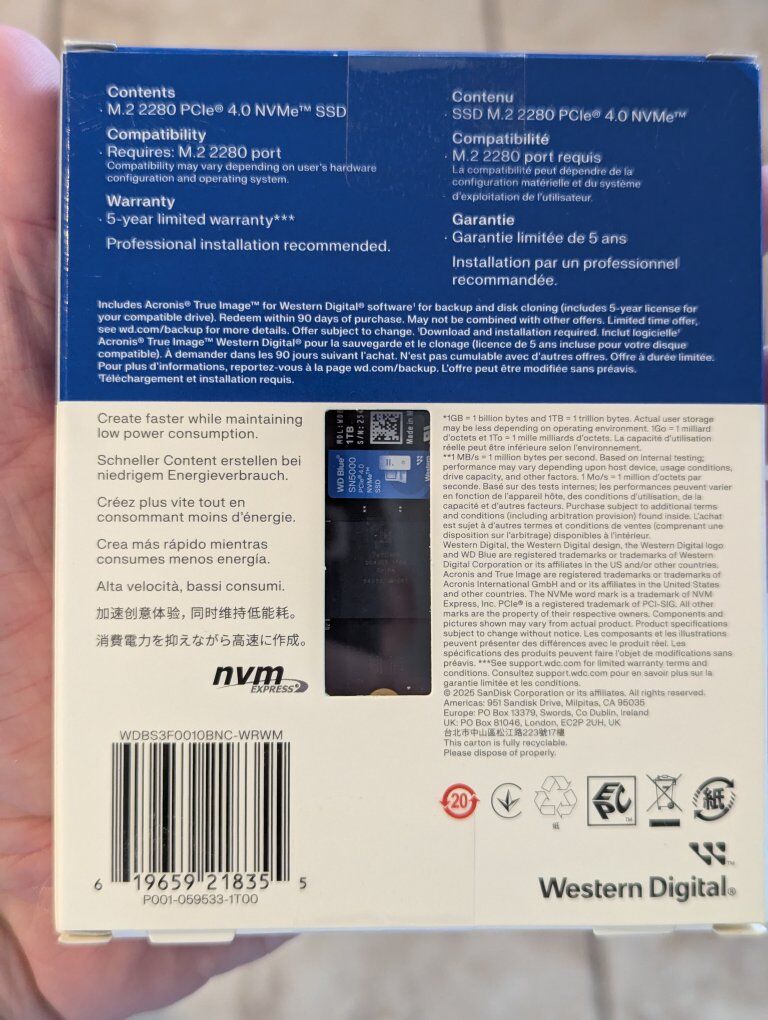 Contents
· M.2 2280 PCIe® 4.0 NVMe™ SSD
Compatibility
· Requires: M.2 2280 port
Compatibility may vary depending on user's hardware
configuration and operating system.
Warranty
· 5-year limited warranty***
Professional installation recommended.
Contenu
· SSD M.2 2280 PCIe® 4.0 NVMe™
Compatibilité
· M.2 2280 port requis
La compatibilité peut dépendre de la
configuration matérielle et du système
d'exploitation de l'utilisateur.
Garantie
· Garantie limitée de 5 ans
Installation par un professionnel
recommandée.
Includes Acronis® True Image™ for Western Digital® software¹ for backup and disk cloning (includes 5-year license for
your compatible drive). Redeem within 90 days of purchase. May not be combined with other offers. Limited time offer,
see wd.com/backup for more details. Offer subject to change. ¹Download and installation required. Inclut logicielle¹
Acronis® True Image™ Western Digital® pour la sauvegarde et le clonage (licence de 5 ans incluse pour votre disque
compatible). À demander dans les 90 jours suivant l'achat. N'est pas cumulable avec d'autres offres. Offre à durée limitée.
Pour plus d'informations, reportez-vous à la page wd.com/backup. L'offre peut être modifiée sans préavis.
¹Téléchargement et installation requis.
Create faster while maintaining
low power consumption.
Schneller Content erstellen bei
niedrigem Energieverbrauch.
Créez plus vite tout en
consommant moins d'énergie.
Crea más rápido mientras
consumes menos energía.
Alta velocità, bassi consumi.
加速创意体验，同时维持低能耗。
消費電力を抑えながら高速に作成。
nvm
EXPRESS®
1TB
WD Blue®
SN5000
PCIe® 4.0
NVMe™
SSD
Western
*1GB = 1 billion bytes and 1TB = 1 trillion bytes. Actual user storage
may be less depending on operating environment. 1Go = 1 milliard
d'octets et 1To = 1 mille milliards d'octets. La capacité d'utilisation
réelle peut être inférieure selon l'environnement.
**1 MB/s = 1 million bytes per second. Based on internal testing;
performance may vary depending upon host device, usage conditions,
drive capacity, and other factors. 1 Mo/s = 1 million d'octets par
seconde. Basé sur des tests internes; les performances peuvent varier
en fonction de l'appareil hôte, des conditions d'utilisation, de la
capacité et d'autres facteurs. Purchase subject to additional terms
and conditions (including arbitration provision) found inside. L'achat
est sujet à d'autres termes et conditions de ventes (comprenant une
disposition sur l'arbitrage) disponibles à l'intérieur.
Western Digital, the Western Digital design, the Western Digital logo
and WD Blue are registered trademarks or trademarks of Western
Digital Corporation or its affiliates in the US and/or other countries.
Acronis and True Image are registered trademarks or trademarks of
Acronis International GmbH and or its affiliates in the United States
and other countries. The NVMe word mark is a trademark of NVM
Express, Inc. PCIe® is a registered trademark of PCI-SIG. All other
marks are the property of their respective owners. Components and
pictures shown may vary from actual product. Product specifications
subject to change without notice. Les composants et les illustrations
peuvent présenter des différences avec le produit réel. Les
spécifications des produits peuvent faire l'objet de modifications sans
préavis. ***See support.wdc.com for limited warranty terms and
conditions. Consultez support.wdc.com pour en savoir plus sur la
garantie limitée et les conditions.
© 2025 SanDisk Corporation or its affiliates. All rights reserved.
Americas: 951 Sandisk Drive, Milpitas, CA 95035
Europe: PO Box 13379, Swords, Co Dublin, Ireland
UK: PO Box 81046, London, EC2P 2UH, UK
台北市中山區松江路223號17樓
This carton is fully recyclable.
Please dispose of properly.
WDBS3F0010BNC-WRWM
6 19659 21835 5
P001-059533-1T00
20
紙
EPC™
紙
Western Digital®